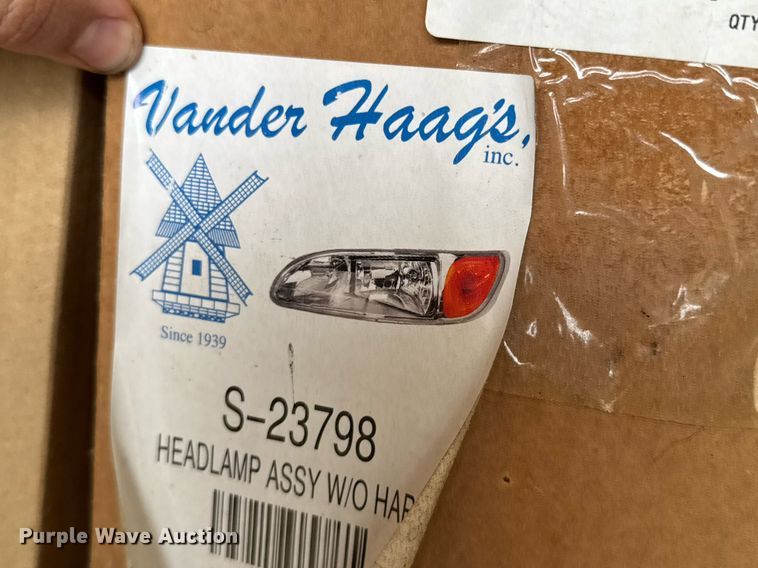 QTY
Vander Haag's,
inc.
Since 1939
S-23798
HEADLAMP ASSY W/O HAR
Purple Wave Auction